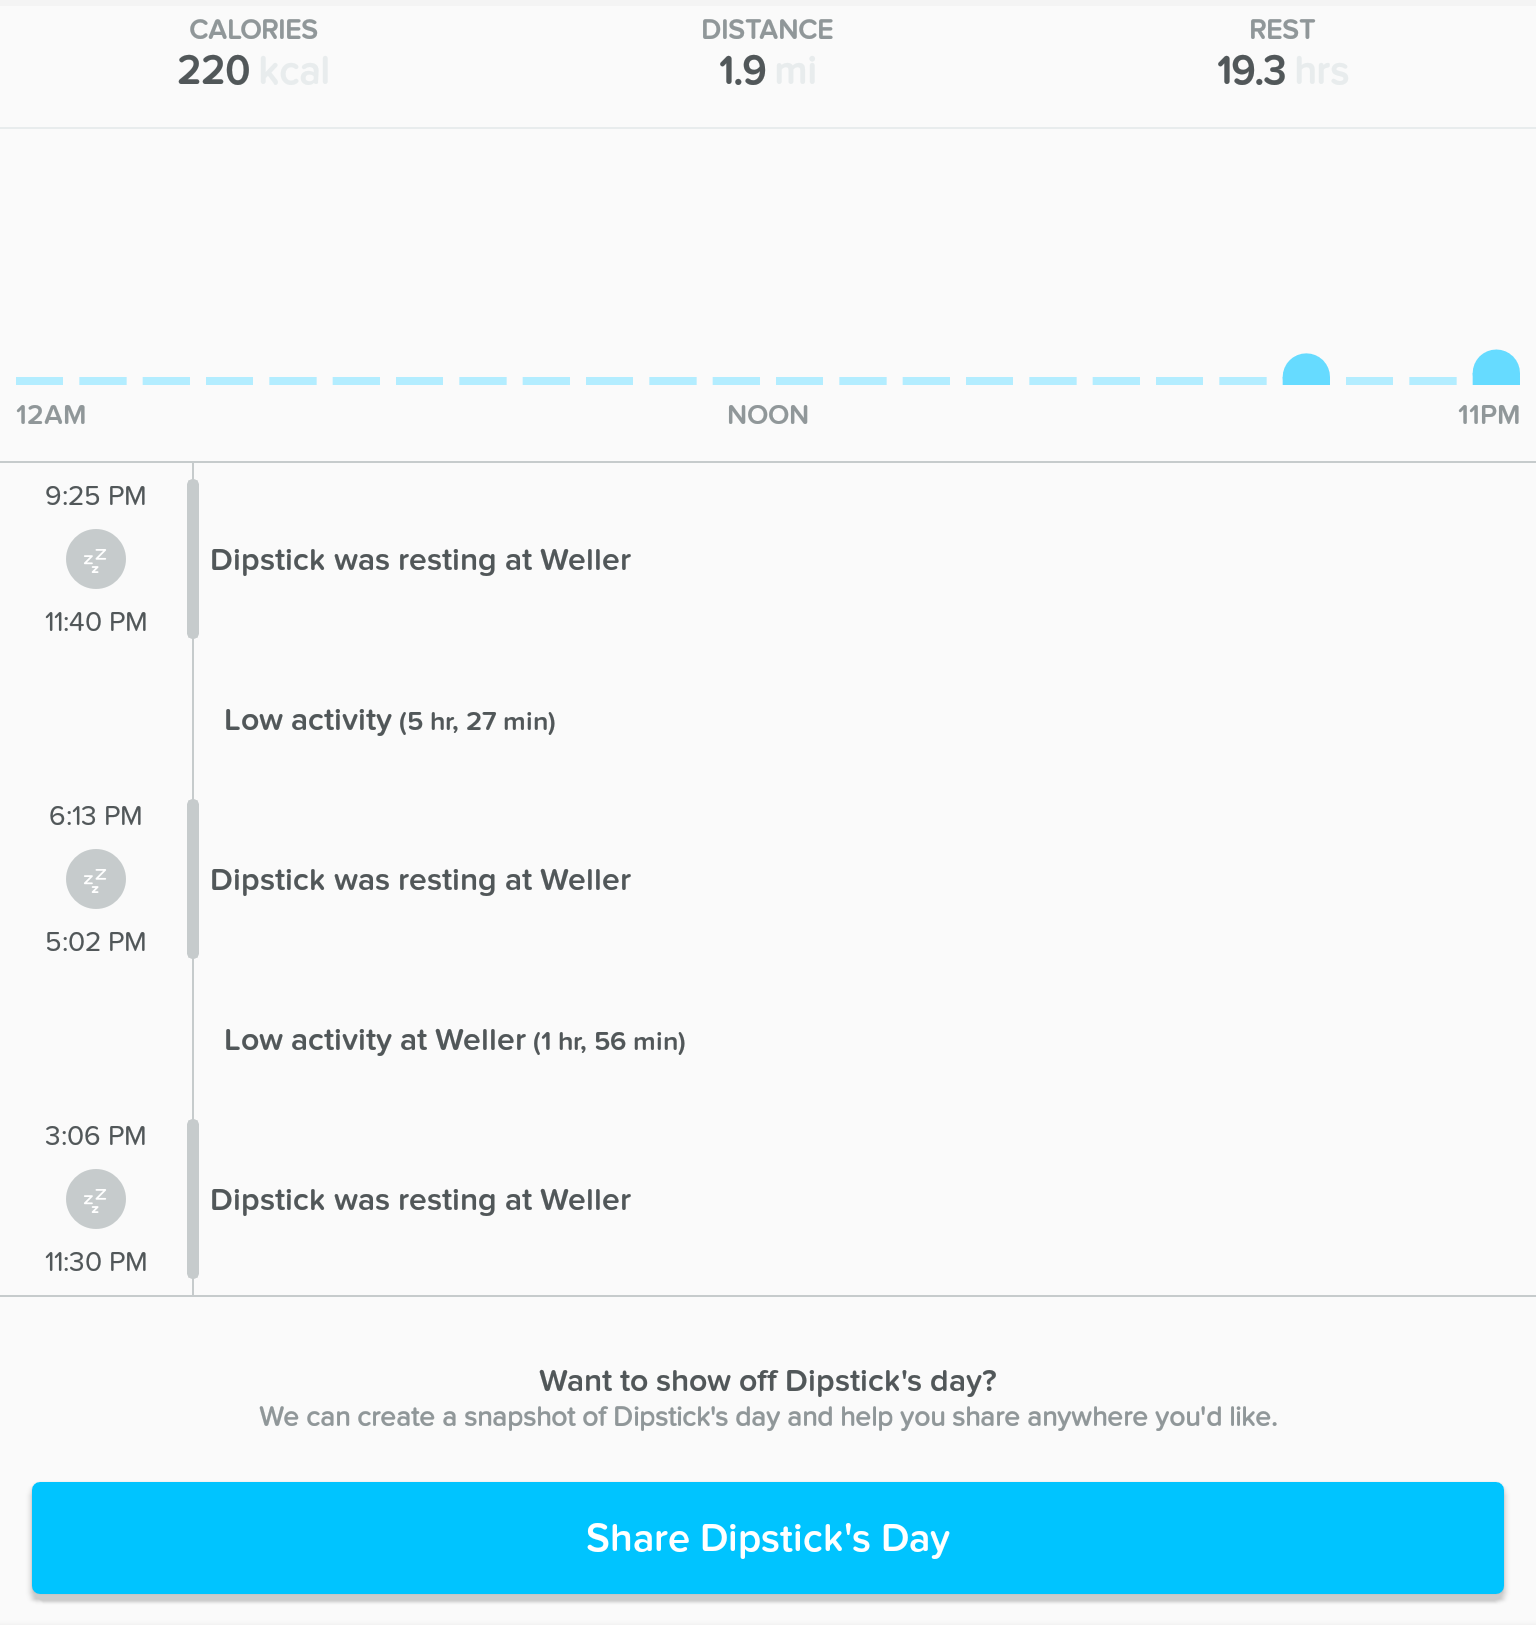 CALORIES
220 kcal
DISTANCE
1.9 mi
REST
19.3 hrs
12AM
NOON
11PM
9:25 PM
zZz
Dipstick was resting at Weller
11:40 PM
Low activity (5 hr, 27 min)
6:13 PM
zZz
Dipstick was resting at Weller
5:02 PM
Low activity at Weller (1 hr, 56 min)
3:06 PM
zZz
Dipstick was resting at Weller
11:30 PM
Want to show off Dipstick's day?
We can create a snapshot of Dipstick's day and help you share anywhere you'd like.
Share Dipstick's Day